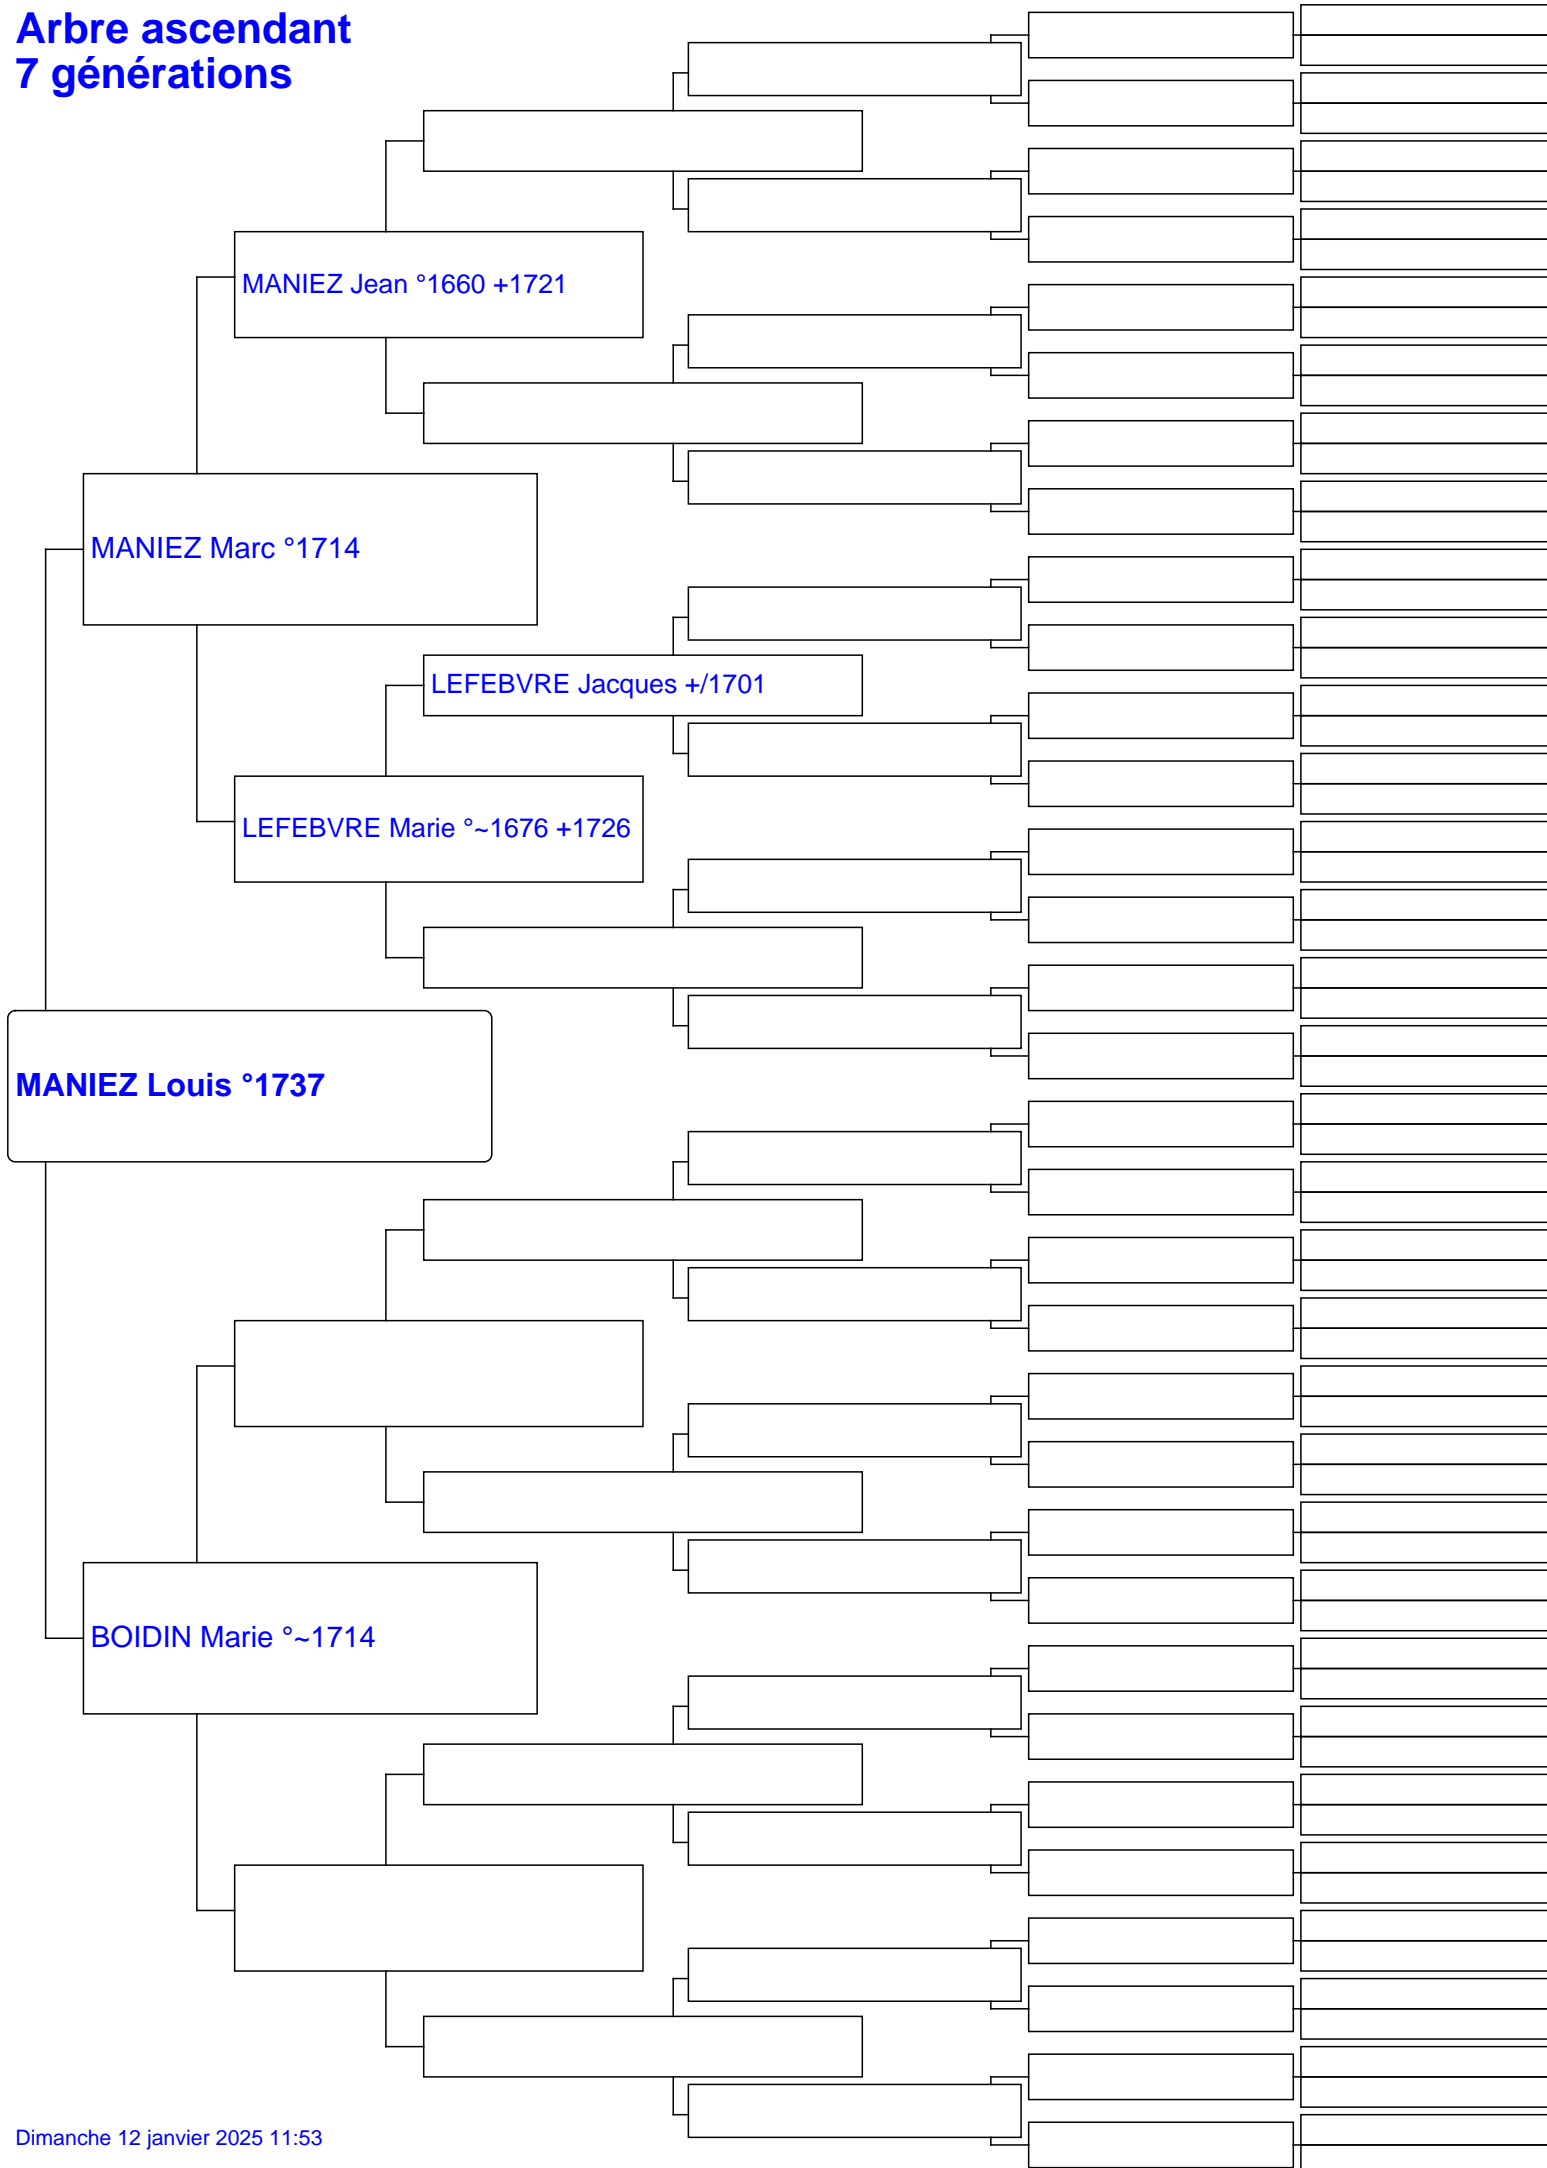 Arbre ascendant
7 générations
MANIEZ Jean °1660 +1721
MANIEZ Marc °1714
LEFEBVRE Jacques +/1701
LEFEBVRE Marie °~1676 +1726
MANIEZ Louis °1737
BOIDIN Marie °~1714
Dimanche 12 janvier 2025 11:53